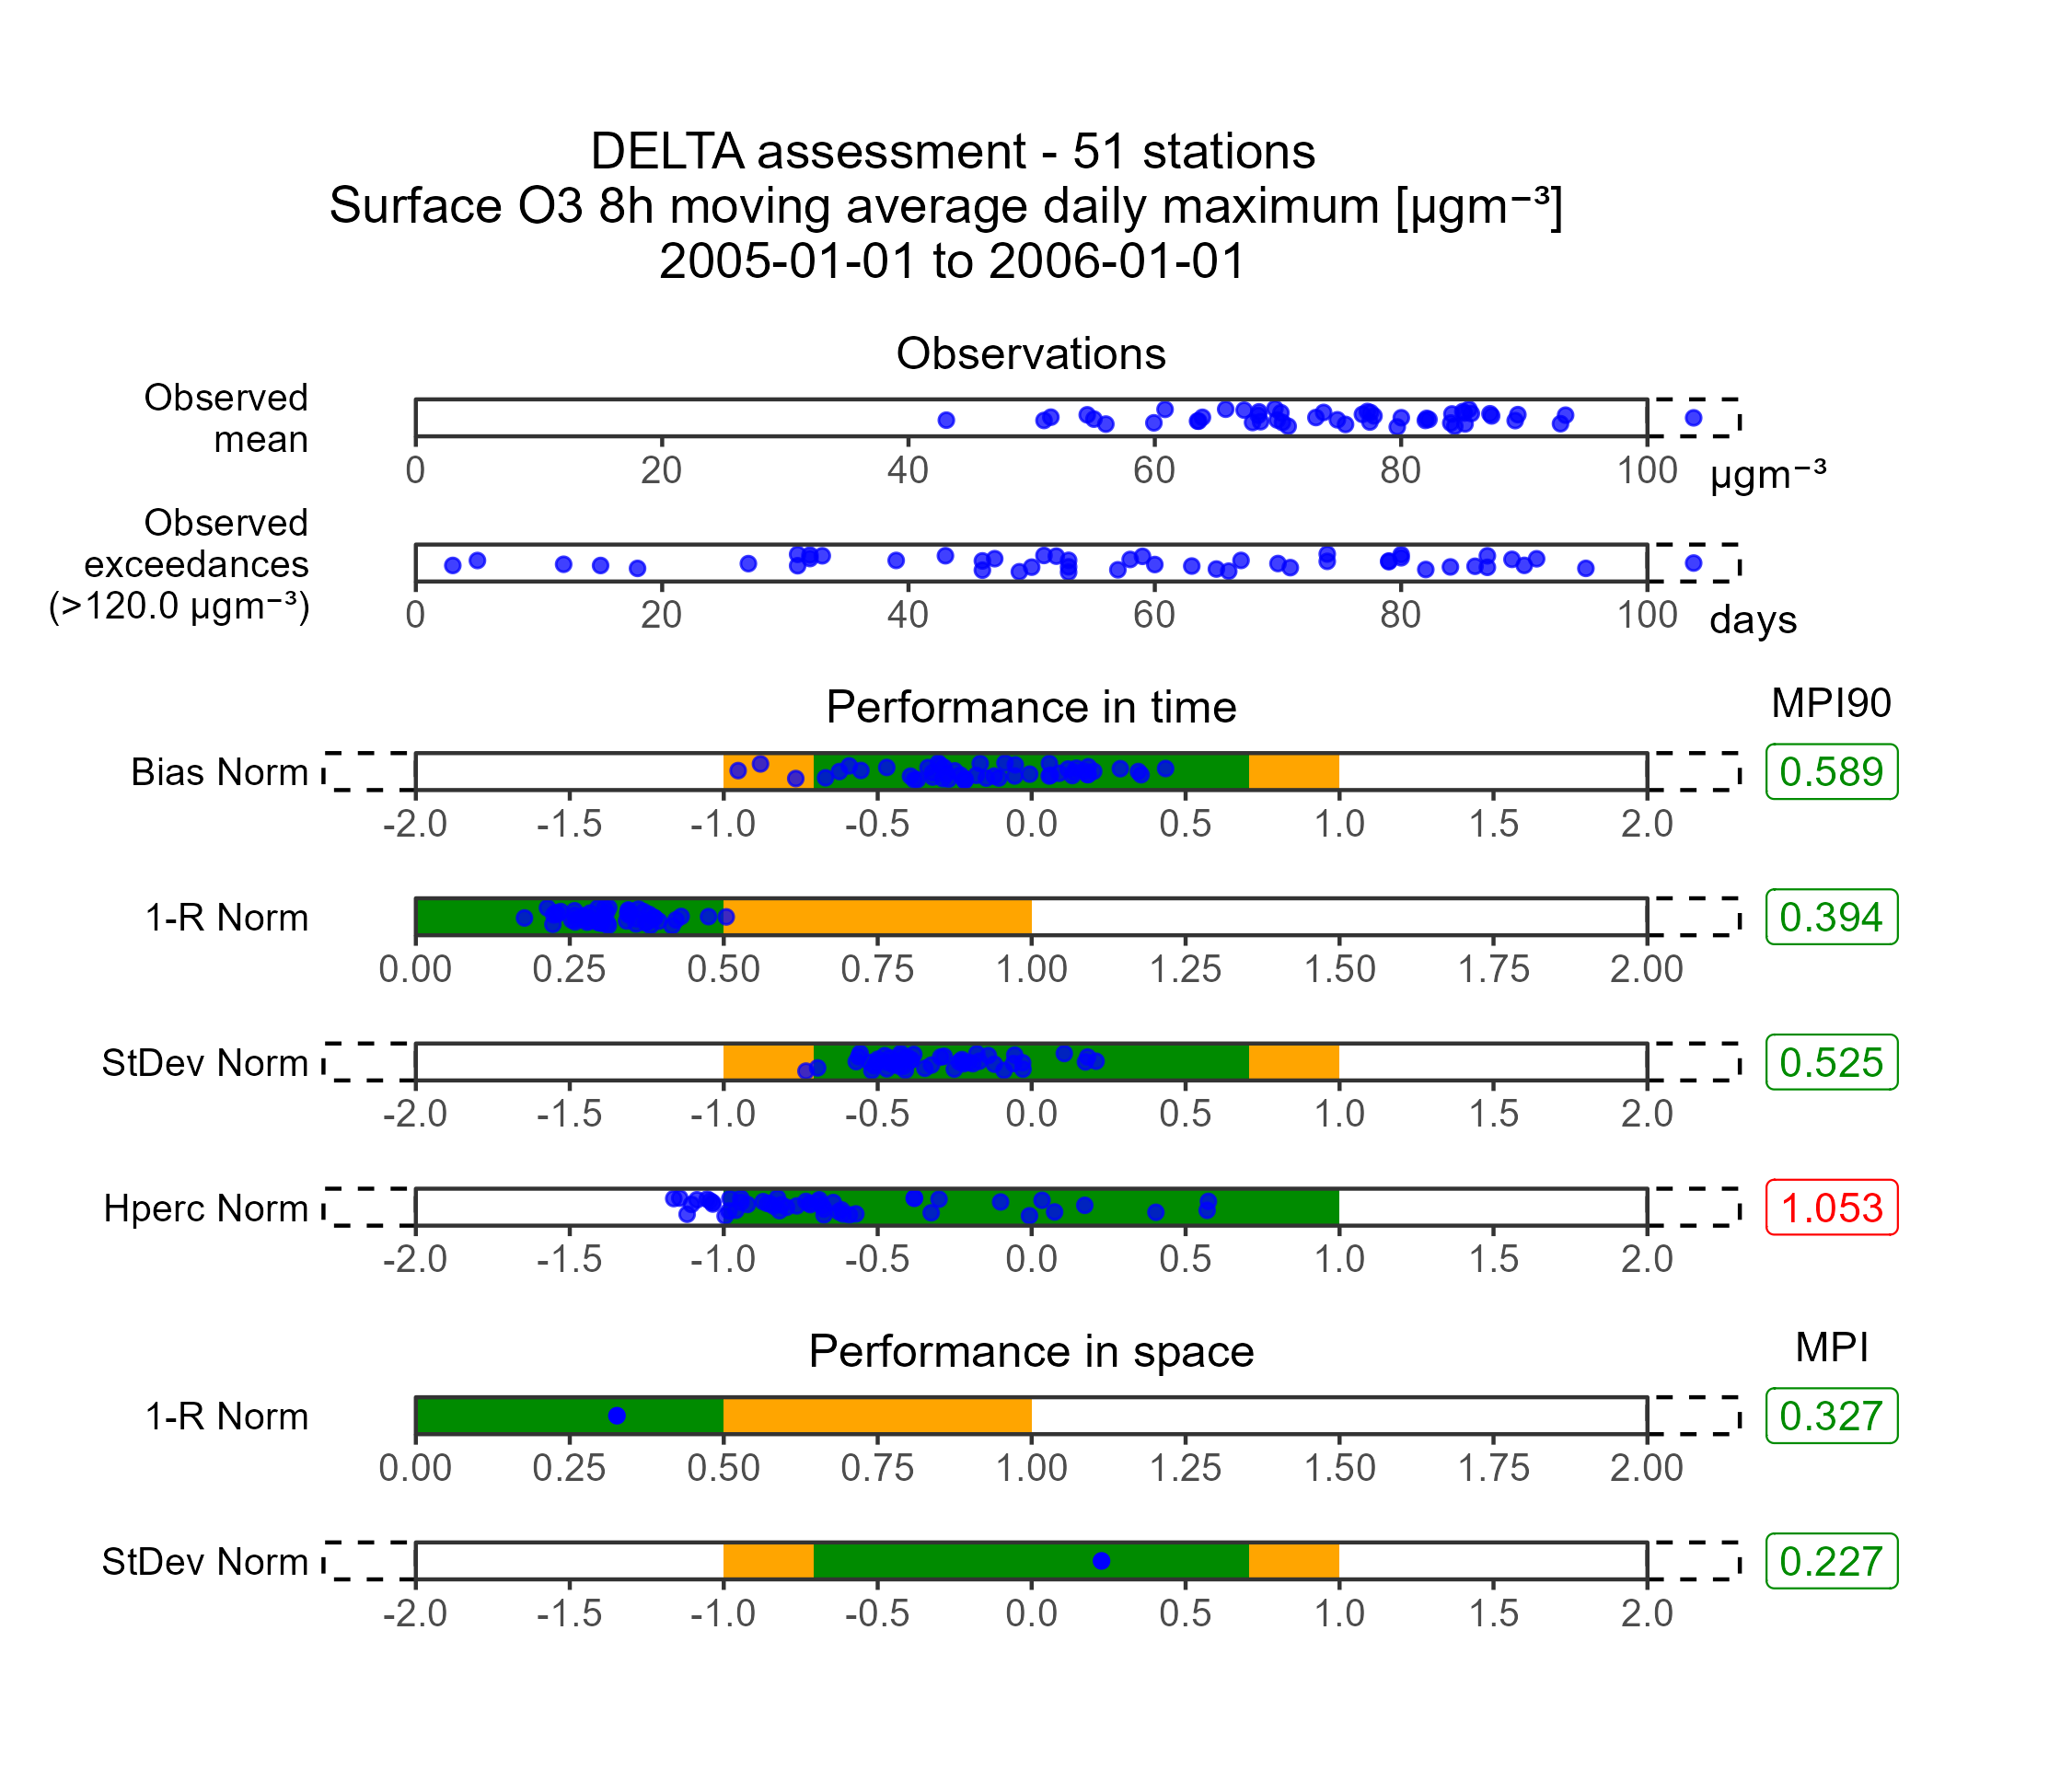 DELTA assessment - 51 stations
Surface O3 8h moving average daily maximum [µgm⁻³]
2005-01-01 to 2006-01-01
Observations
Observed
mean
0 20 40 60 80 100 µgm⁻³
Observed
exceedances
(>120.0 µgm⁻³)
0 20 40 60 80 100 days
Performance in time MPI90
Bias Norm 0.589
-2.0 -1.5 -1.0 -0.5 0.0 0.5 1.0 1.5 2.0
1-R Norm 0.394
0.00 0.25 0.50 0.75 1.00 1.25 1.50 1.75 2.00
StDev Norm 0.525
-2.0 -1.5 -1.0 -0.5 0.0 0.5 1.0 1.5 2.0
Hperc Norm 1.053
-2.0 -1.5 -1.0 -0.5 0.0 0.5 1.0 1.5 2.0
Performance in space MPI
1-R Norm 0.327
0.00 0.25 0.50 0.75 1.00 1.25 1.50 1.75 2.00
StDev Norm 0.227
-2.0 -1.5 -1.0 -0.5 0.0 0.5 1.0 1.5 2.0